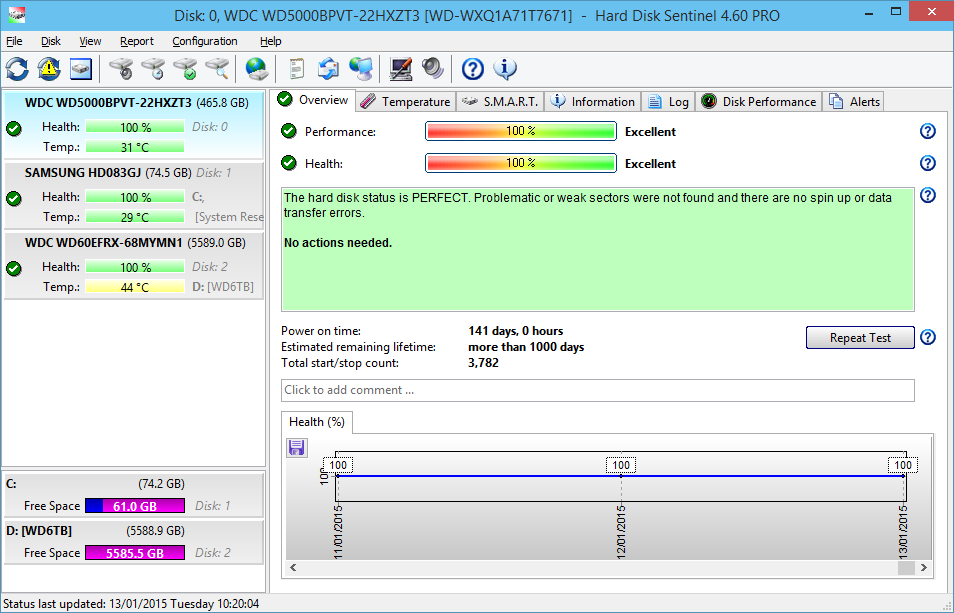 Disk: 0, WDC WD5000BPVT-22HXZT3 [WD-WXQ1A71T7671]  -  Hard Disk Sentinel 4.60 PRO
File Disk View Report Configuration Help
WDC WD5000BPVT-22HXZT3 (465.8 GB)
Health: 100 % Disk: 0
Temp.: 31 °C
SAMSUNG HD083GJ (74.5 GB) Disk: 1
Health: 100 % C:,
Temp.: 29 °C [System Rese
WDC WD60EFRX-68MYMN1 (5589.0 GB)
Health: 100 % Disk: 2
Temp.: 44 °C D: [WD6TB]
C: (74.2 GB)
Free Space 61.0 GB Disk: 1
D: [WD6TB] (5588.9 GB)
Free Space 5585.5 GB Disk: 2
Overview Temperature S.M.A.R.T. Information Log Disk Performance Alerts
Performance: 100 % Excellent
Health: 100 % Excellent
The hard disk status is PERFECT. Problematic or weak sectors were not found and there are no spin up or data
transfer errors.
No actions needed.
Power on time: 141 days, 0 hours
Estimated remaining lifetime: more than 1000 days
Total start/stop count: 3,782
Repeat Test
Click to add comment ...
Health (%)
100
100 100 100
11/01/2015 12/01/2015 13/01/2015
Status last updated: 13/01/2015 Tuesday 10:20:04